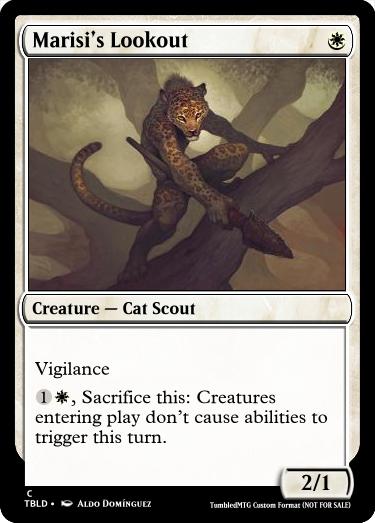 Marisi's Lookout
Creature — Cat Scout
Vigilance
1, Sacrifice this: Creatures
entering play don't cause abilities to
trigger this turn.
2/1
C
TBLD • Aldo Domínguez
TumbledMTG Custom Format (NOT FOR SALE)